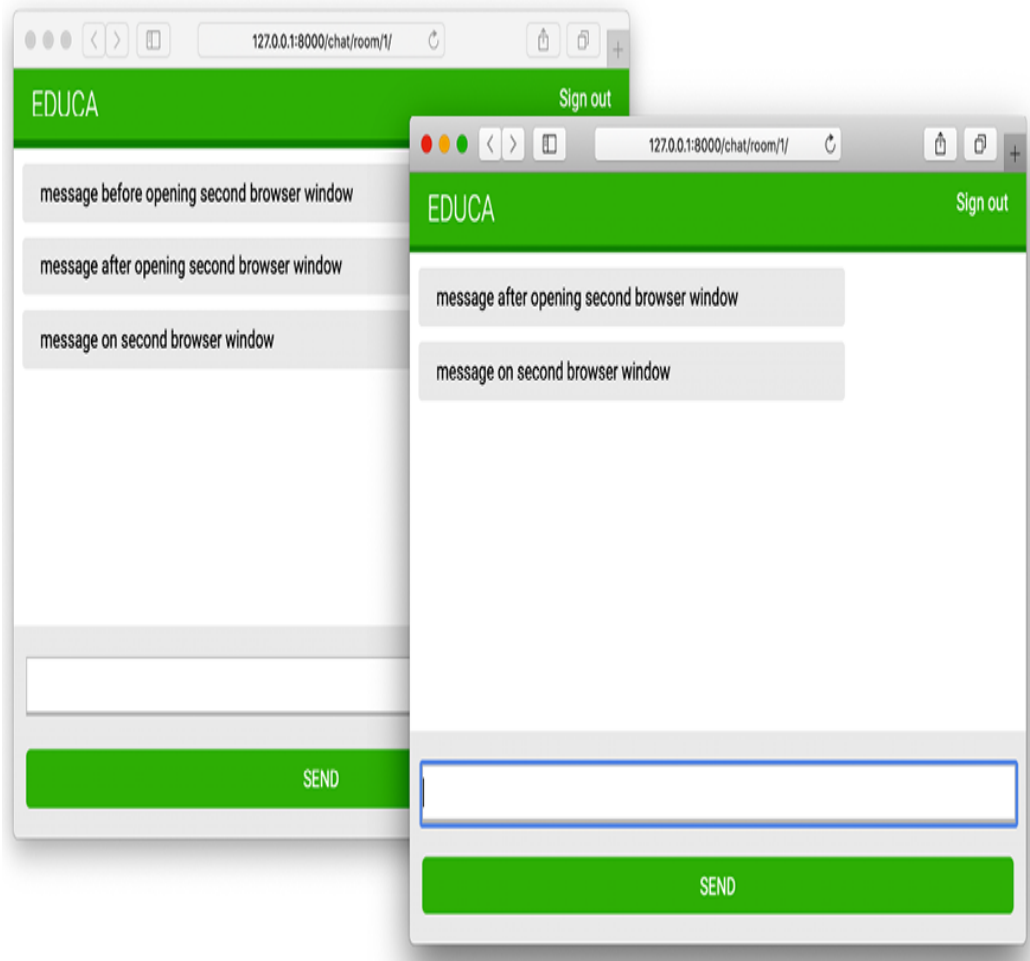 127.0.0.1:8000/chat/room/1/
EDUCA
Sign out
message before opening second browser window
message after opening second browser window
message on second browser window
SEND
127.0.0.1:8000/chat/room/1/
EDUCA
Sign out
message after opening second browser window
message on second browser window
SEND